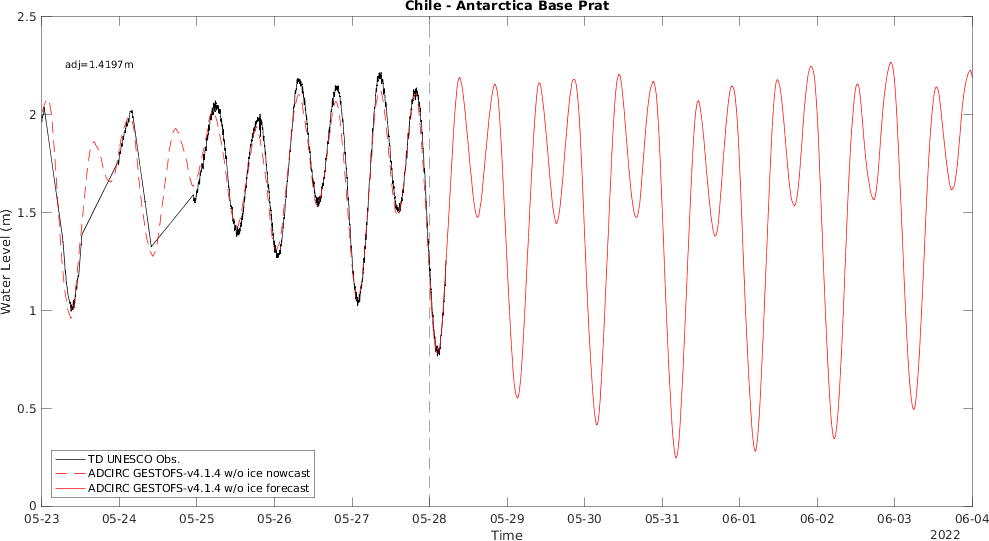 Chile - Antarctica Base Prat
2.5
adj=1.4197m
2
1.5
Water Level (m)
1
0.5
TD UNESCO Obs.
ADCIRC GESTOFS-v4.1.4 w/o ice nowcast
ADCIRC GESTOFS-v4.1.4 w/o ice forecast
0
05-23 05-24 05-25 05-26 05-27 05-28 05-29 05-30 05-31 06-01 06-02 06-03 06-04
Time
2022